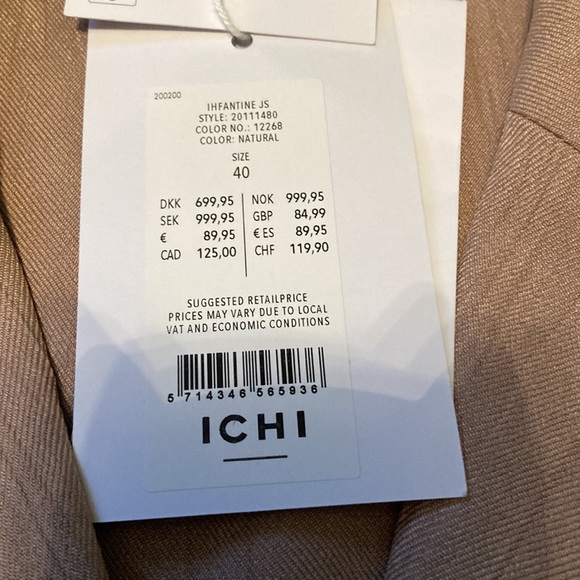 200200
IHFANTINE JS
STYLE: 20111480
COLOR NO.: 12268
COLOR: NATURAL
SIZE
40
DKK 699,95 NOK 999,95
SEK 999,95 GBP 84,99
€ 89,95 € ES 89,95
CAD 125,00 CHF 119,90
SUGGESTED RETAILPRICE
PRICES MAY VARY DUE TO LOCAL
VAT AND ECONOMIC CONDITIONS
5 714346 565936
ICHI